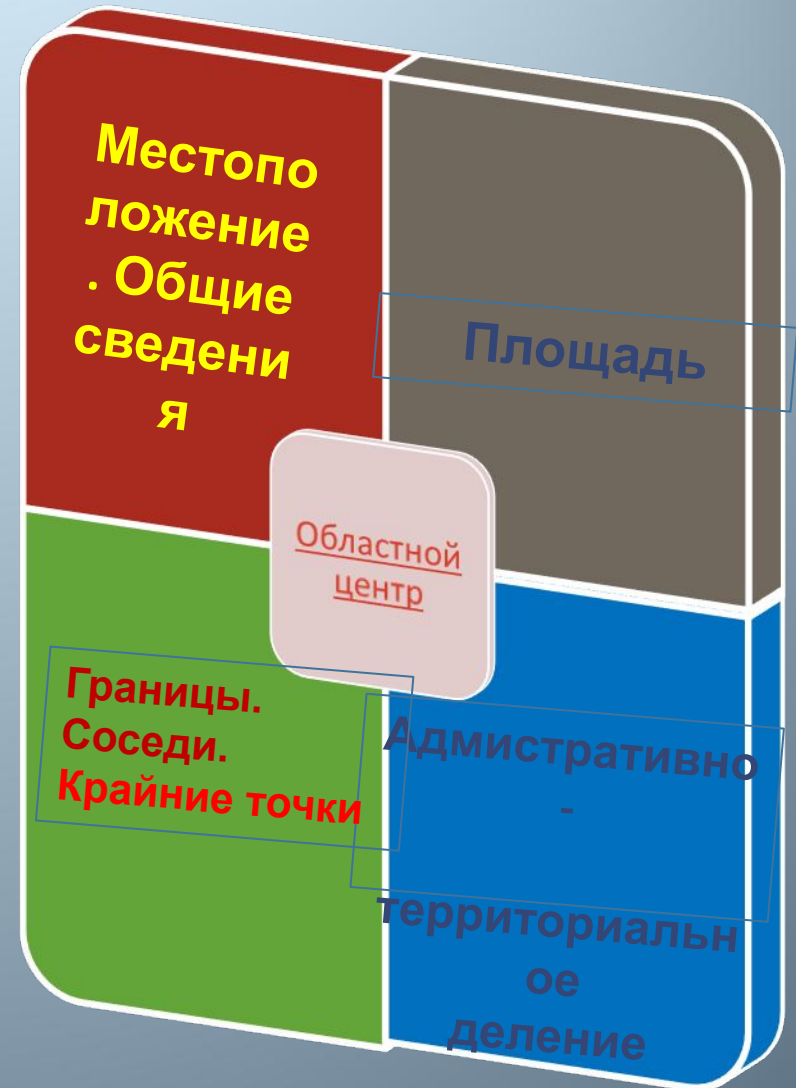 Местопо
ложение
. Общие
сведени
я
Площадь
Областной
центр
Границы.
Соседи.
Крайние точки
Адмистративно
-
территориальн
ое
деление